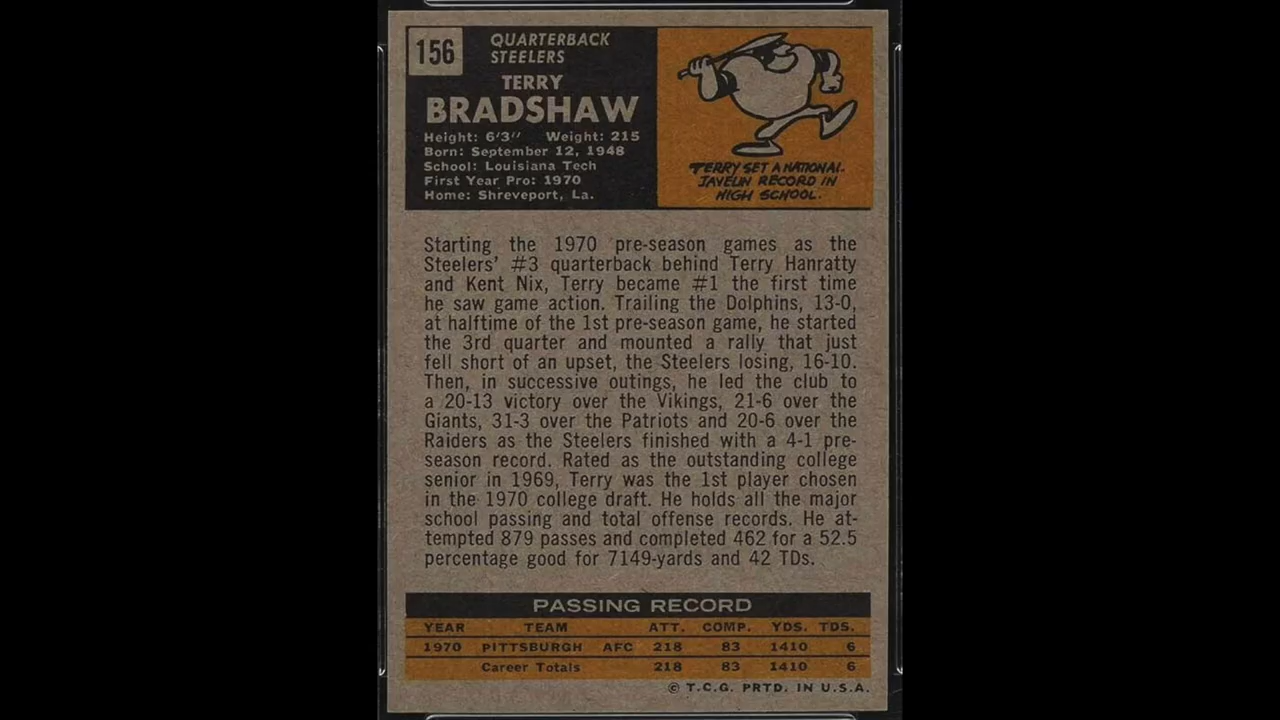 156
QUARTERBACK
STEELERS
TERRY
BRADSHAW
Height: 6'3" Weight: 215
Born: September 12, 1948
School: Louisiana Tech
First Year Pro: 1970
Home: Shreveport, La.
TERRY SET A NATIONAL
JAVELIN RECORD IN
HIGH SCHOOL.
Starting the 1970 pre-season games as the
Steelers' #3 quarterback behind Terry Hanratty
and Kent Nix, Terry became #1 the first time
he saw game action. Trailing the Dolphins, 13-0,
at halftime of the 1st pre-season game, he started
the 3rd quarter and mounted a rally that just
fell short of an upset, the Steelers losing, 16-10.
Then, in successive outings, he led the club to
a 20-13 victory over the Vikings, 21-6 over the
Giants, 31-3 over the Patriots and 20-6 over the
Raiders as the Steelers finished with a 4-1 pre-
season record. Rated as the outstanding college
senior in 1969, Terry was the 1st player chosen
in the 1970 college draft. He holds all the major
school passing and total offense records. He at-
tempted 879 passes and completed 462 for a 52.5
percentage good for 7149-yards and 42 TDs.
PASSING RECORD
YEAR TEAM ATT. COMP. YDS. TDS.
1970 PITTSBURGH AFC 218 83 1410 6
Career Totals 218 83 1410 6
© T.C.G. PRTD. IN U.S.A.